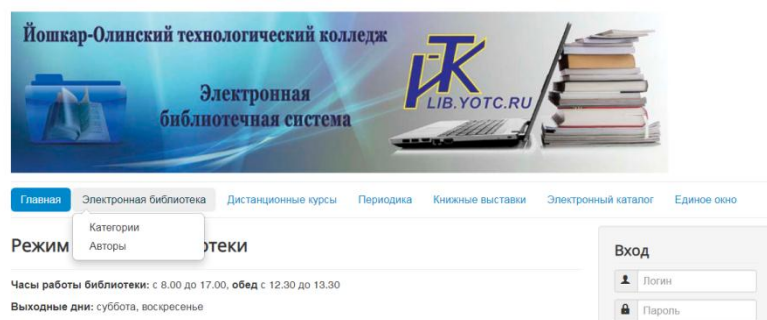 Йошкар-Олинский технологический колледж
Электронная
библиотечная система
ЙТК
LIB.YOTC.RU
Главная Электронная библиотека Дистанционные курсы Периодика Книжные выставки Электронный каталог Единое окно
Категории
Авторы
Режим отеки
Часы работы библиотеки: с 8.00 до 17.00, обед с 12.30 до 13.30
Выходные дни: суббота, воскресенье
Вход
Логин
Пароль